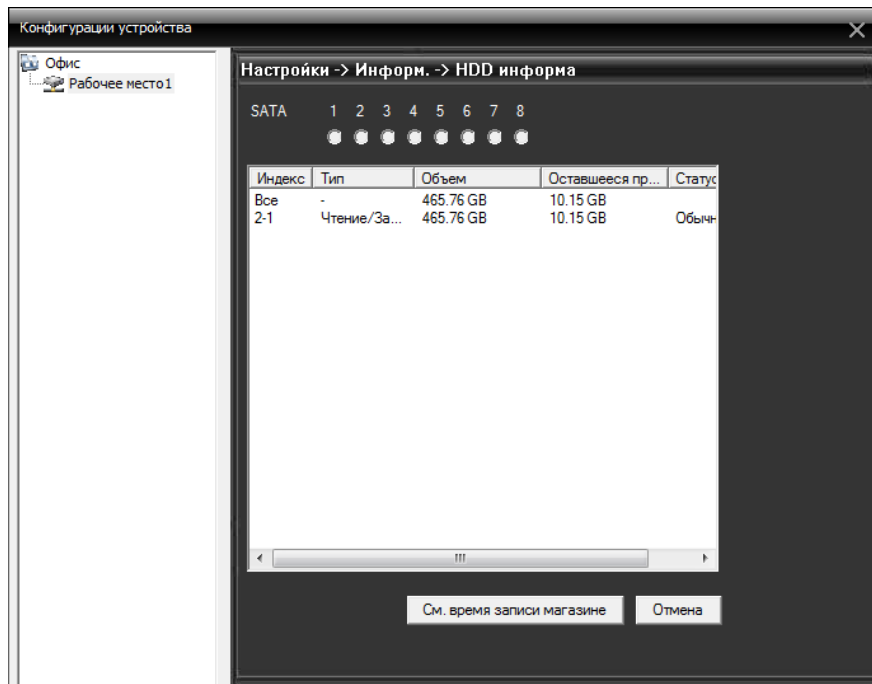 Конфигурации устройства
Офис
Рабочее место1
Настройки -> Информ. -> HDD информа
SATA 1 2 3 4 5 6 7 8
Индекс Тип Объем Оставшееся пр... Статус
Все - 465.76 GB 10.15 GB
2-1 Чтение/За... 465.76 GB 10.15 GB Обычн
См. время записи магазине Отмена